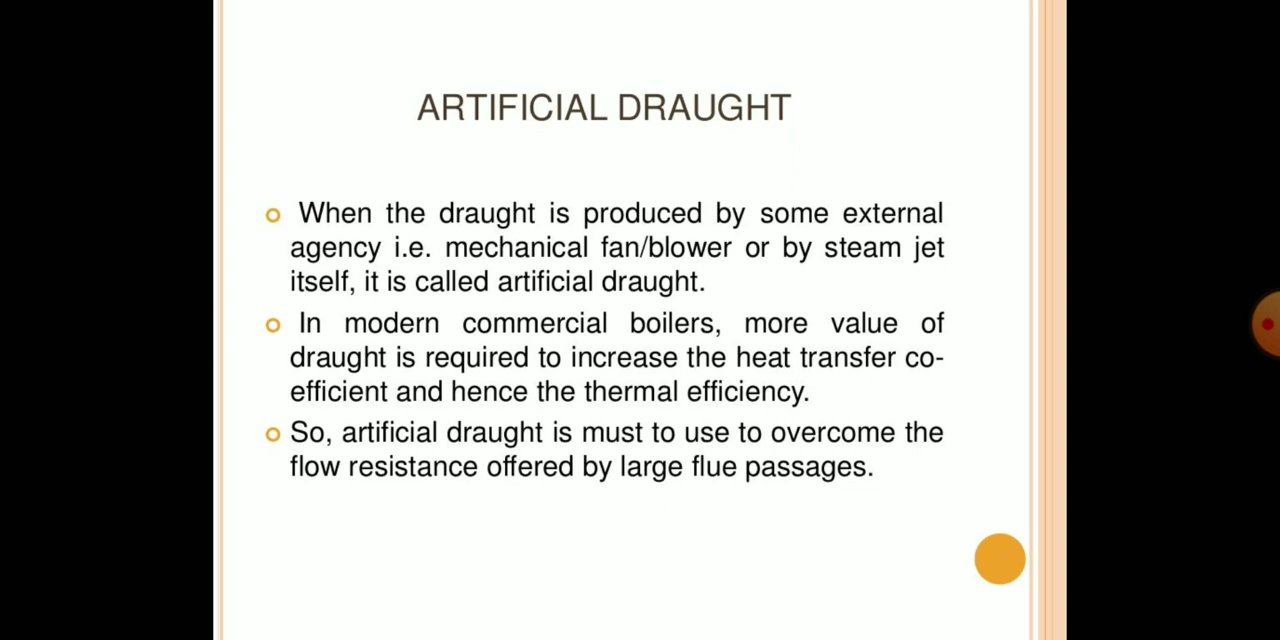 ARTIFICIAL DRAUGHT
When the draught is produced by some external
agency i.e. mechanical fan/blower or by steam jet
itself, it is called artificial draught.
In modern commercial boilers, more value of
draught is required to increase the heat transfer co-
efficient and hence the thermal efficiency.
So, artificial draught is must to use to overcome the
flow resistance offered by large flue passages.